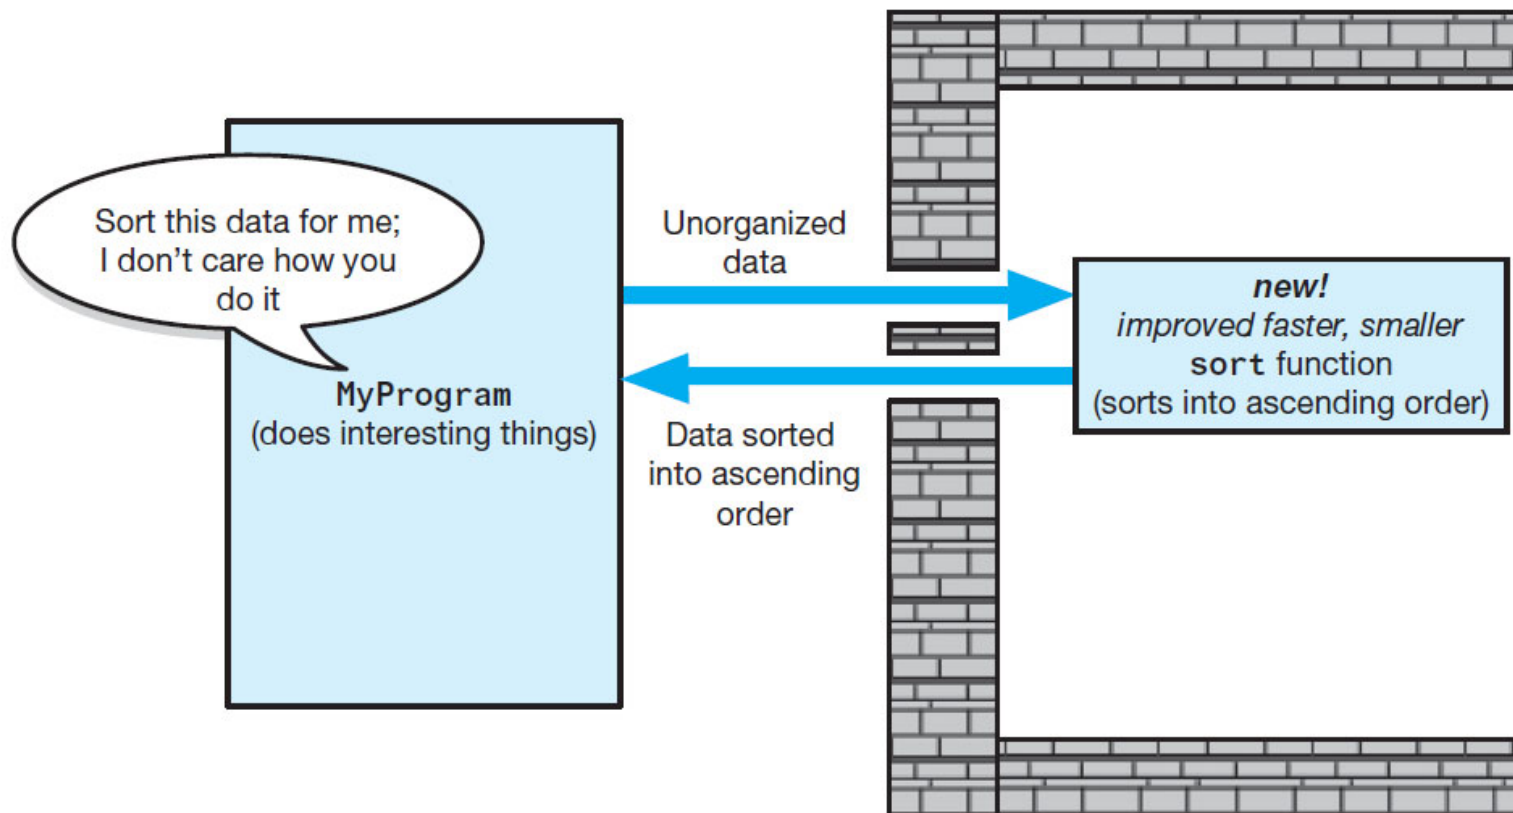 Sort this data for me;
I don't care how you
do it
MyProgram
(does interesting things)
Unorganized
data
Data sorted
into ascending
order
new!
improved faster, smaller
sort function
(sorts into ascending order)